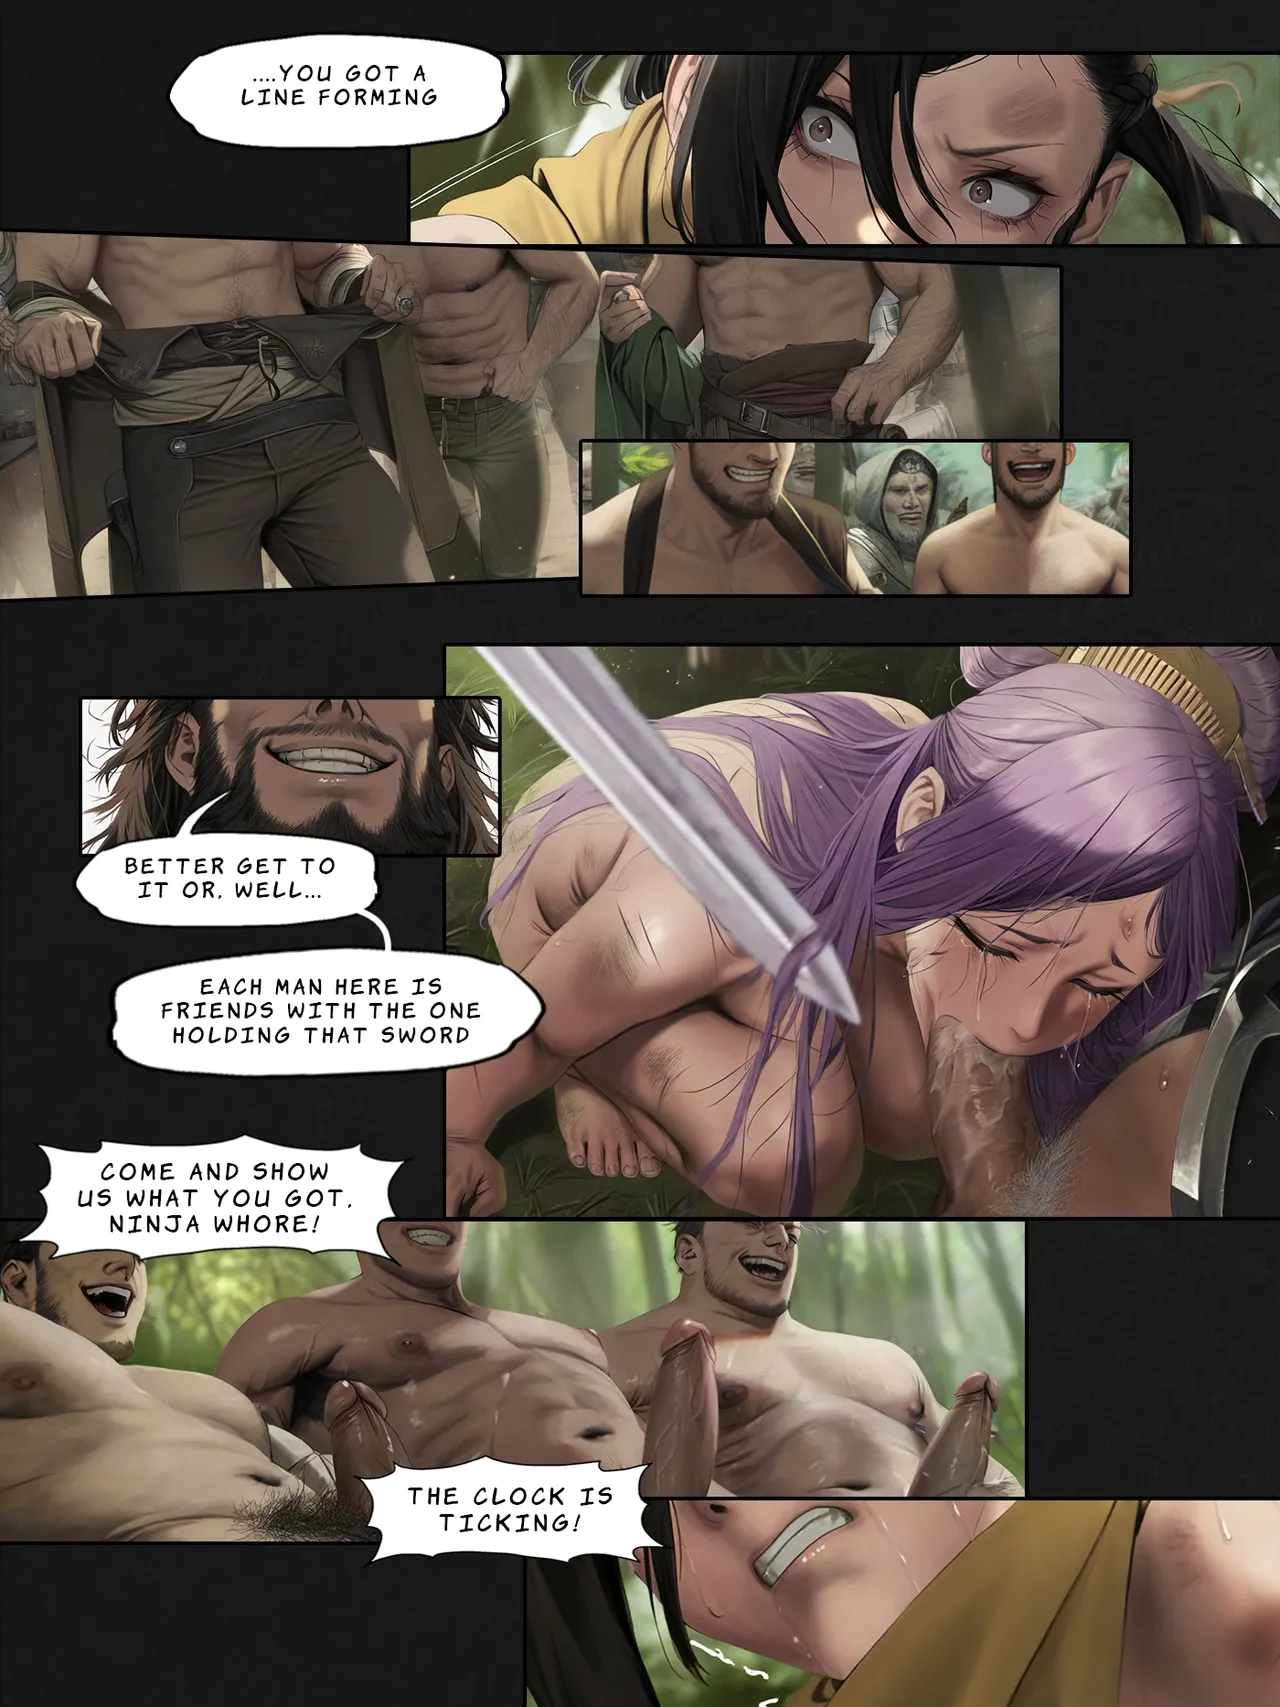 ....YOU GOT A
LINE FORMING
BETTER GET TO
IT OR, WELL...
EACH MAN HERE IS
FRIENDS WITH THE ONE
HOLDING THAT SWORD
COME AND SHOW
US WHAT YOU GOT,
NINJA WHORE!
THE CLOCK IS
TICKING!